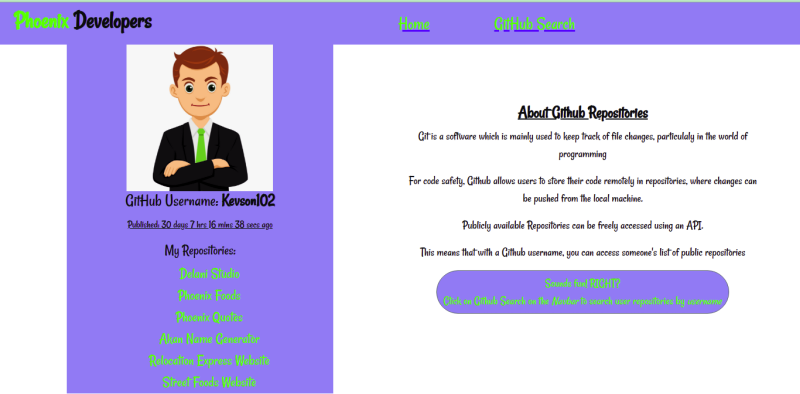 Phoenix Developers
Home
GitHub Search
GitHub Username: Kevson102
Published: 30 days 7 hrs 16 mins 38 secs ago
My Repositories:
Delani Studio
Phoenix Foods
Phoenix Quotes
Akan Name Generator
Relocation Express Website
Street Foods Website
About Github Repositories
Git is a software which is mainly used to keep track of file changes, particulaly in the world of
programming
For code safety, Github allows users to store their code remotely in repositories, where changes can
be pushed from the local machine.
Publicly available Repositories can be freely accessed using an API.
This means that with a Github username, you can access someone's list of public repositories
Sounds fun! RIGHT?
Click on Github Search on the Navbar to search user repositories by username